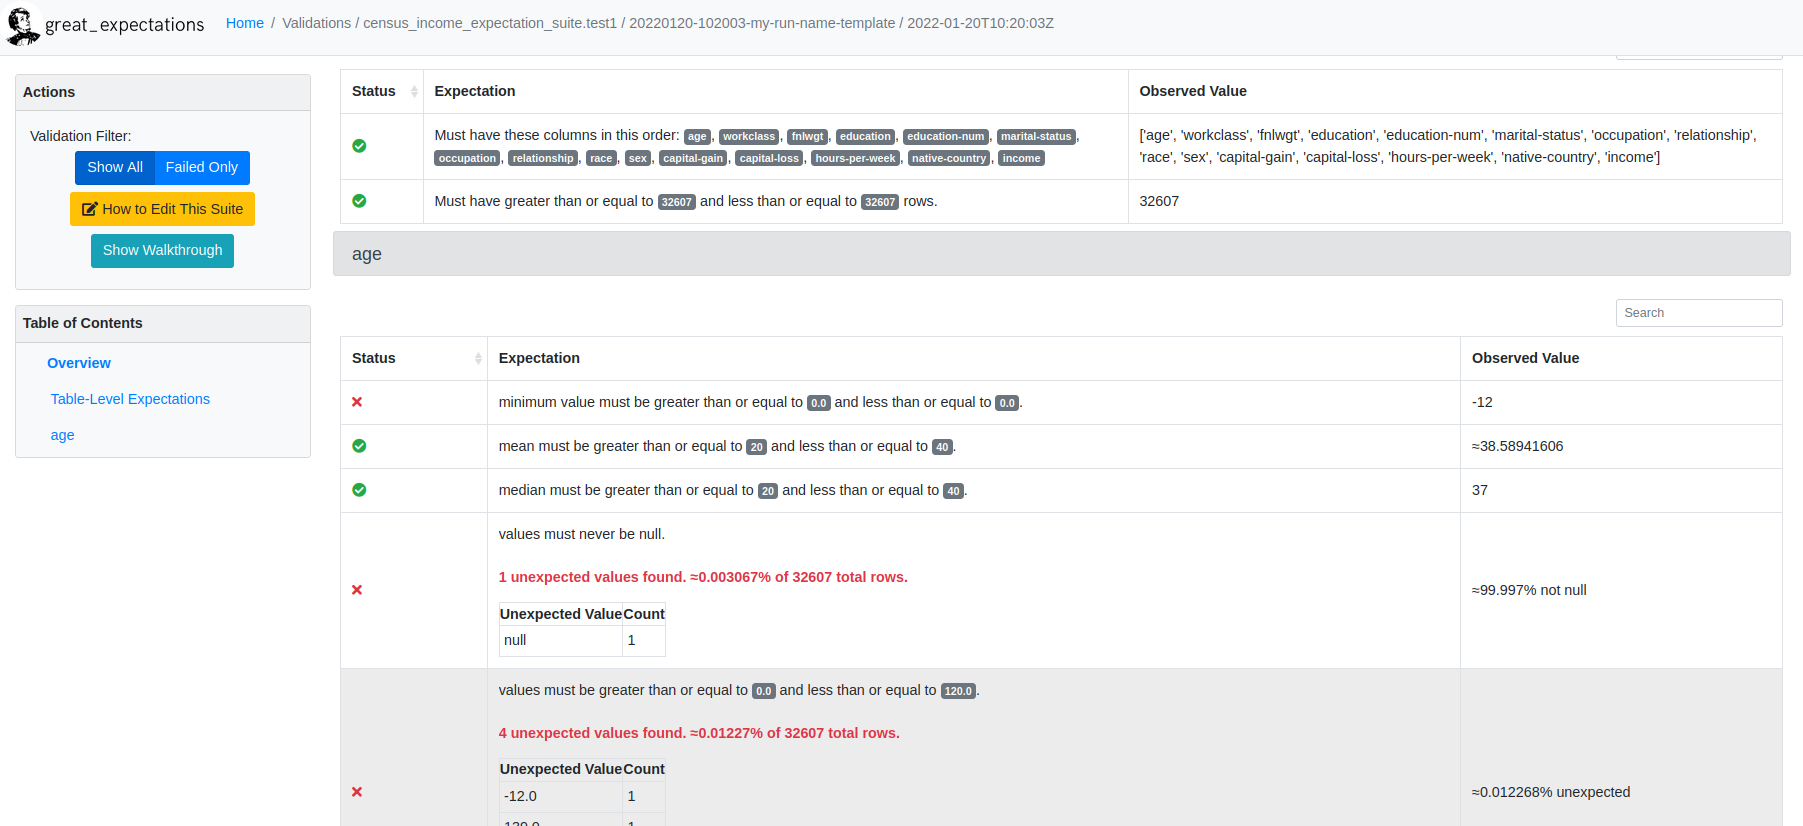 great_expectations
Home / Validations / census_income_expectation_suite.test1 / 20220120-102003-my-run-name-template / 2022-01-20T10:20:03Z
Actions
Validation Filter:
Show All Failed Only
How to Edit This Suite
Show Walkthrough
Table of Contents
Overview
Table-Level Expectations
age
Status Expectation Observed Value
Must have these columns in this order: age, workclass, fnlwgt, education, education-num, marital-status,
occupation, relationship, race, sex, capital-gain, capital-loss, hours-per-week, native-country, income
['age', 'workclass', 'fnlwgt', 'education', 'education-num', 'marital-status', 'occupation', 'relationship',
'race', 'sex', 'capital-gain', 'capital-loss', 'hours-per-week', 'native-country', 'income']
Must have greater than or equal to 32607 and less than or equal to 32607 rows. 32607
age
Search
Status Expectation Observed Value
minimum value must be greater than or equal to 0.0 and less than or equal to 0.0. -12
mean must be greater than or equal to 20 and less than or equal to 40. ≈38.58941606
median must be greater than or equal to 20 and less than or equal to 40. 37
values must never be null.
1 unexpected values found. ≈0.003067% of 32607 total rows.
Unexpected Value Count
null 1
≈99.997% not null
values must be greater than or equal to 0.0 and less than or equal to 120.0.
4 unexpected values found. ≈0.01227% of 32607 total rows.
Unexpected Value Count
-12.0 1
≈0.012268% unexpected